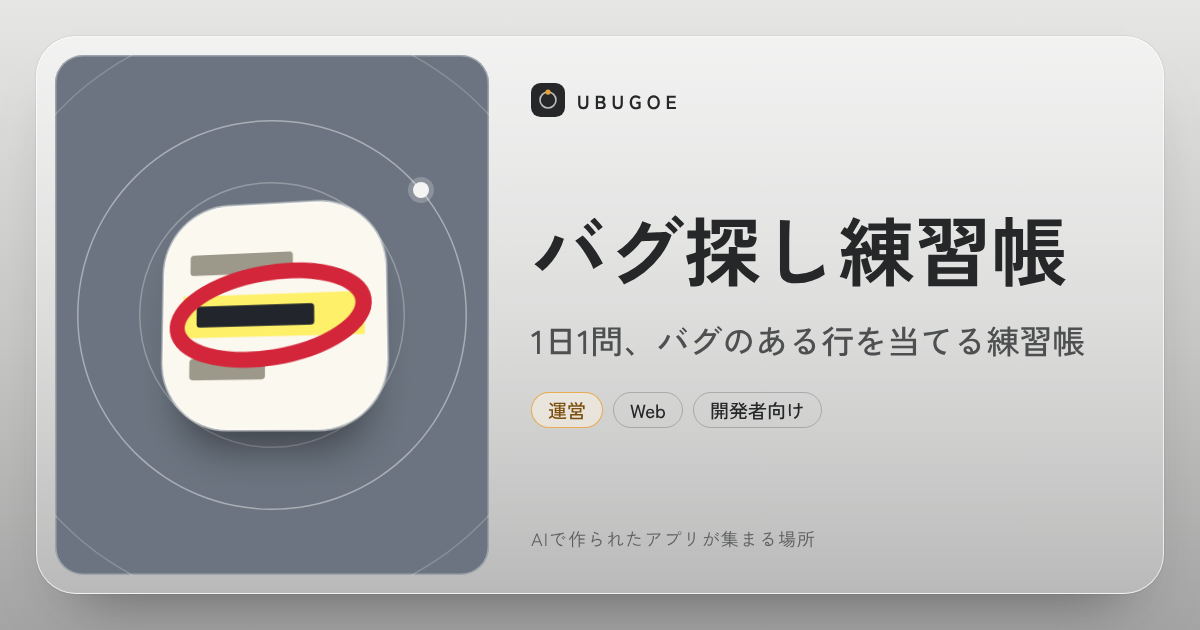 UBUGOE
バグ探し練習帳
1日1問、バグのある行を当てる練習帳
運営 Web 開発者向け
AIで作られたアプリが集まる場所